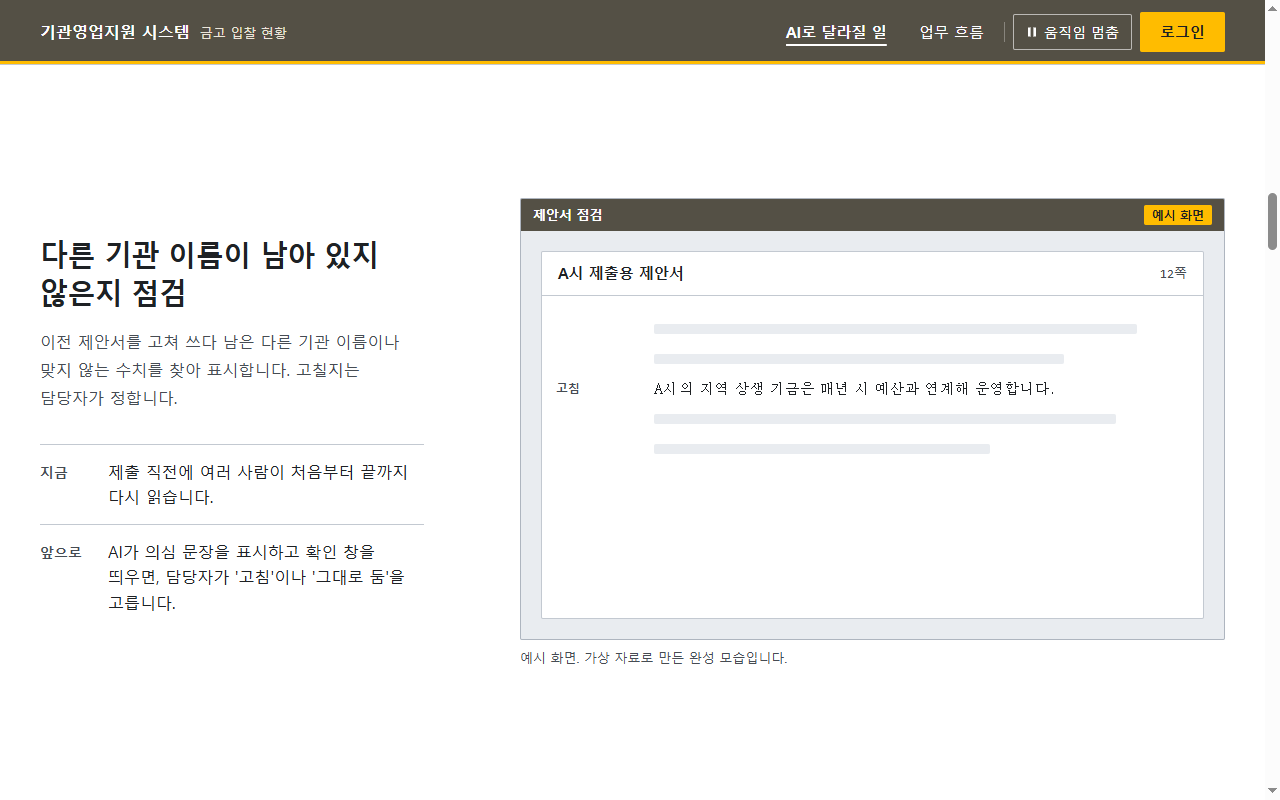 기관영업지원 시스템 금고 입찰 현황
AI로 달라질 일
업무 흐름
움직임 멈춤
로그인
다른 기관 이름이 남아 있지
않은지 점검
이전 제안서를 고쳐 쓰다 남은 다른 기관 이름이나
맞지 않는 수치를 찾아 표시합니다. 고칠지는
담당자가 정합니다.
지금
제출 직전에 여러 사람이 처음부터 끝까지
다시 읽습니다.
앞으로
AI가 의심 문장을 표시하고 확인 창을
띄우면, 담당자가 '고침'이나 '그대로 둠'을
고릅니다.
제안서 점검
예시 화면
A시 제출용 제안서
12쪽
고침
A시의 지역 상생 기금은 매년 시 예산과 연계해 운영합니다.
예시 화면. 가상 자료로 만든 완성 모습입니다.